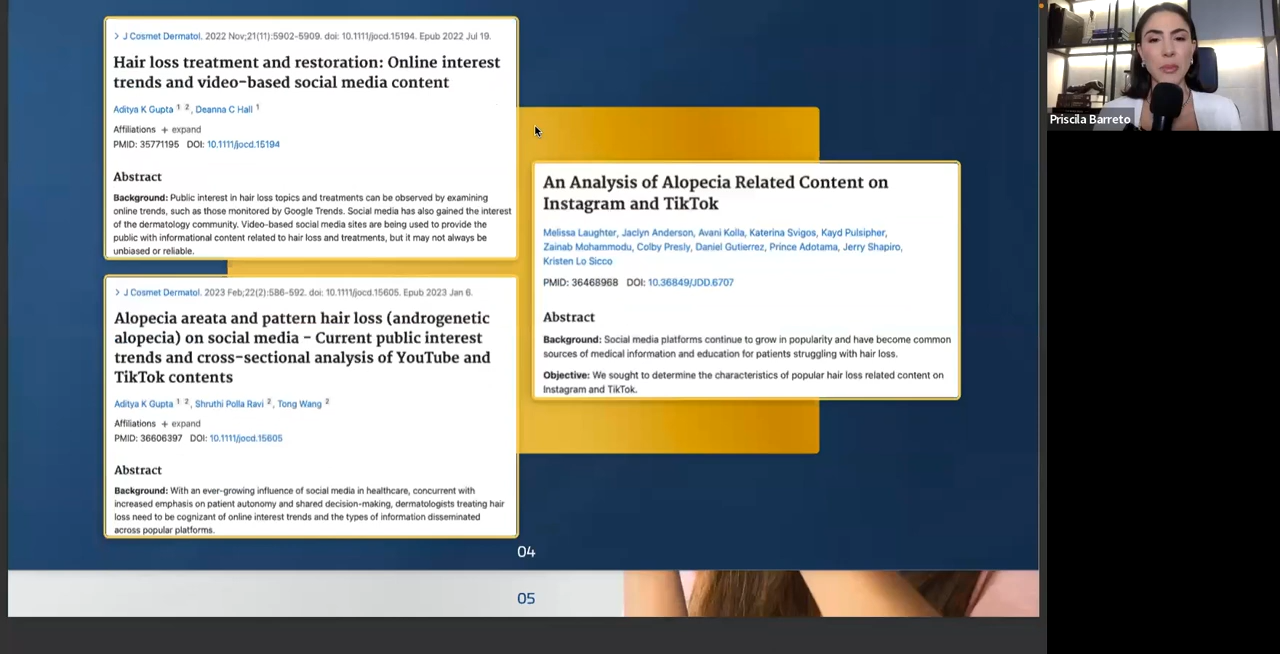 > J Cosmet Dermatol. 2022 Nov;21(11):5902-5909. doi: 10.1111/jocd.15194. Epub 2022 Jul 19.
Hair loss treatment and restoration: Online interest
trends and video-based social media content
Aditya K Gupta 1 2, Deanna C Hall 1
Affiliations + expand
PMID: 35771195 DOI: 10.1111/jocd.15194
Abstract
Background: Public interest in hair loss topics and treatments can be observed by examining
online trends, such as those monitored by Google Trends. Social media has also gained the interest
of the dermatology community. Video-based social media sites are being used to provide the
public with informational content related to hair loss and treatments, but it may not always be
unbiased or reliable.
> J Cosmet Dermatol. 2023 Feb;22(2):586-592. doi: 10.1111/jocd.15605. Epub 2023 Jan 6.
Alopecia areata and pattern hair loss (androgenetic
alopecia) on social media - Current public interest
trends and cross-sectional analysis of YouTube and
TikTok contents
Aditya K Gupta 1 2, Shruthi Polla Ravi 2, Tong Wang 2
Affiliations + expand
PMID: 36606397 DOI: 10.1111/jocd.15605
Abstract
Background: With an ever-growing influence of social media in healthcare, concurrent with
increased emphasis on patient autonomy and shared decision-making, dermatologists treating hair
loss need to be cognizant of online interest trends and the types of information disseminated
across popular platforms.
An Analysis of Alopecia Related Content on
Instagram and TikTok
Melissa Laughter, Jaclyn Anderson, Avani Kolla, Katerina Svigos, Kayd Pulsipher,
Zainab Mohammodu, Colby Presly, Daniel Gutierrez, Prince Adotama, Jerry Shapiro,
Kristen Lo Sicco
PMID: 36468968 DOI: 10.36849/JDD.6707
Abstract
Background: Social media platforms continue to grow in popularity and have become common
sources of medical information and education for patients struggling with hair loss.
Objective: We sought to determine the characteristics of popular hair loss related content on
Instagram and TikTok.
04
05
Priscila Barreto